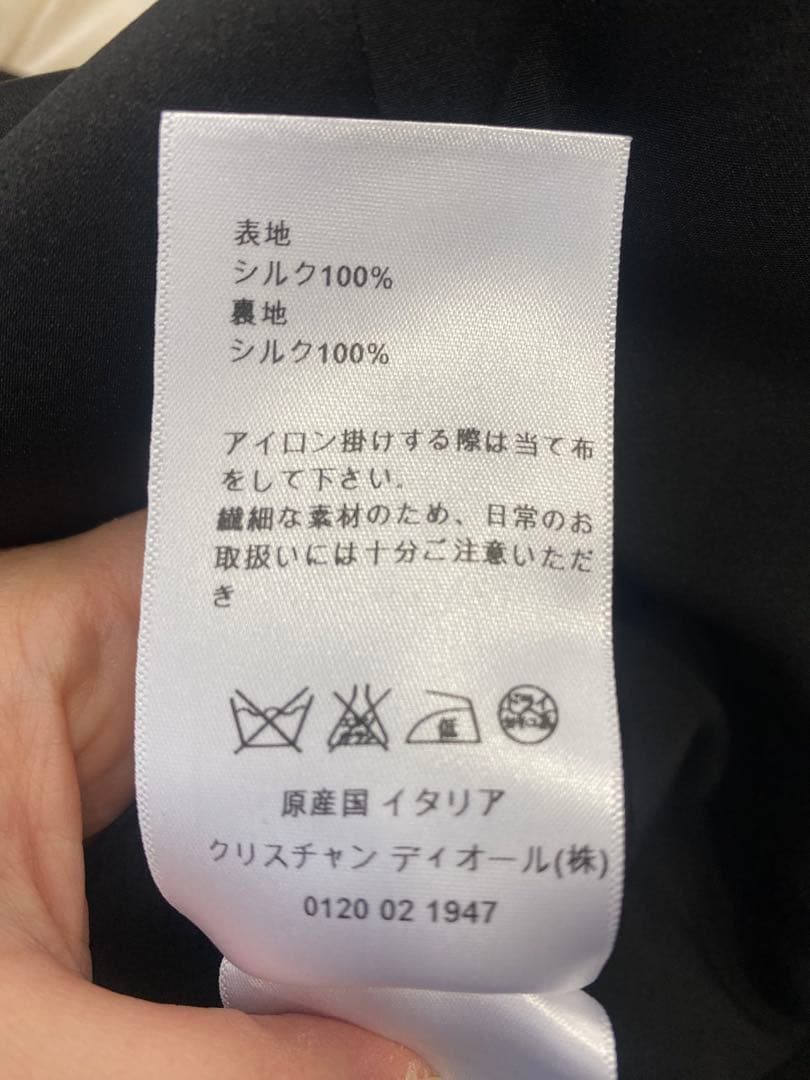 表地
シルク100%
裏地
シルク100%
アイロン掛けする際は当て布
をして下さい.
繊細な素材のため、日常のお
取扱いには十分ご注意いただ
き
低
ドライ
原産国 イタリア
クリスチャン ディオール(株)
0120 02 1947